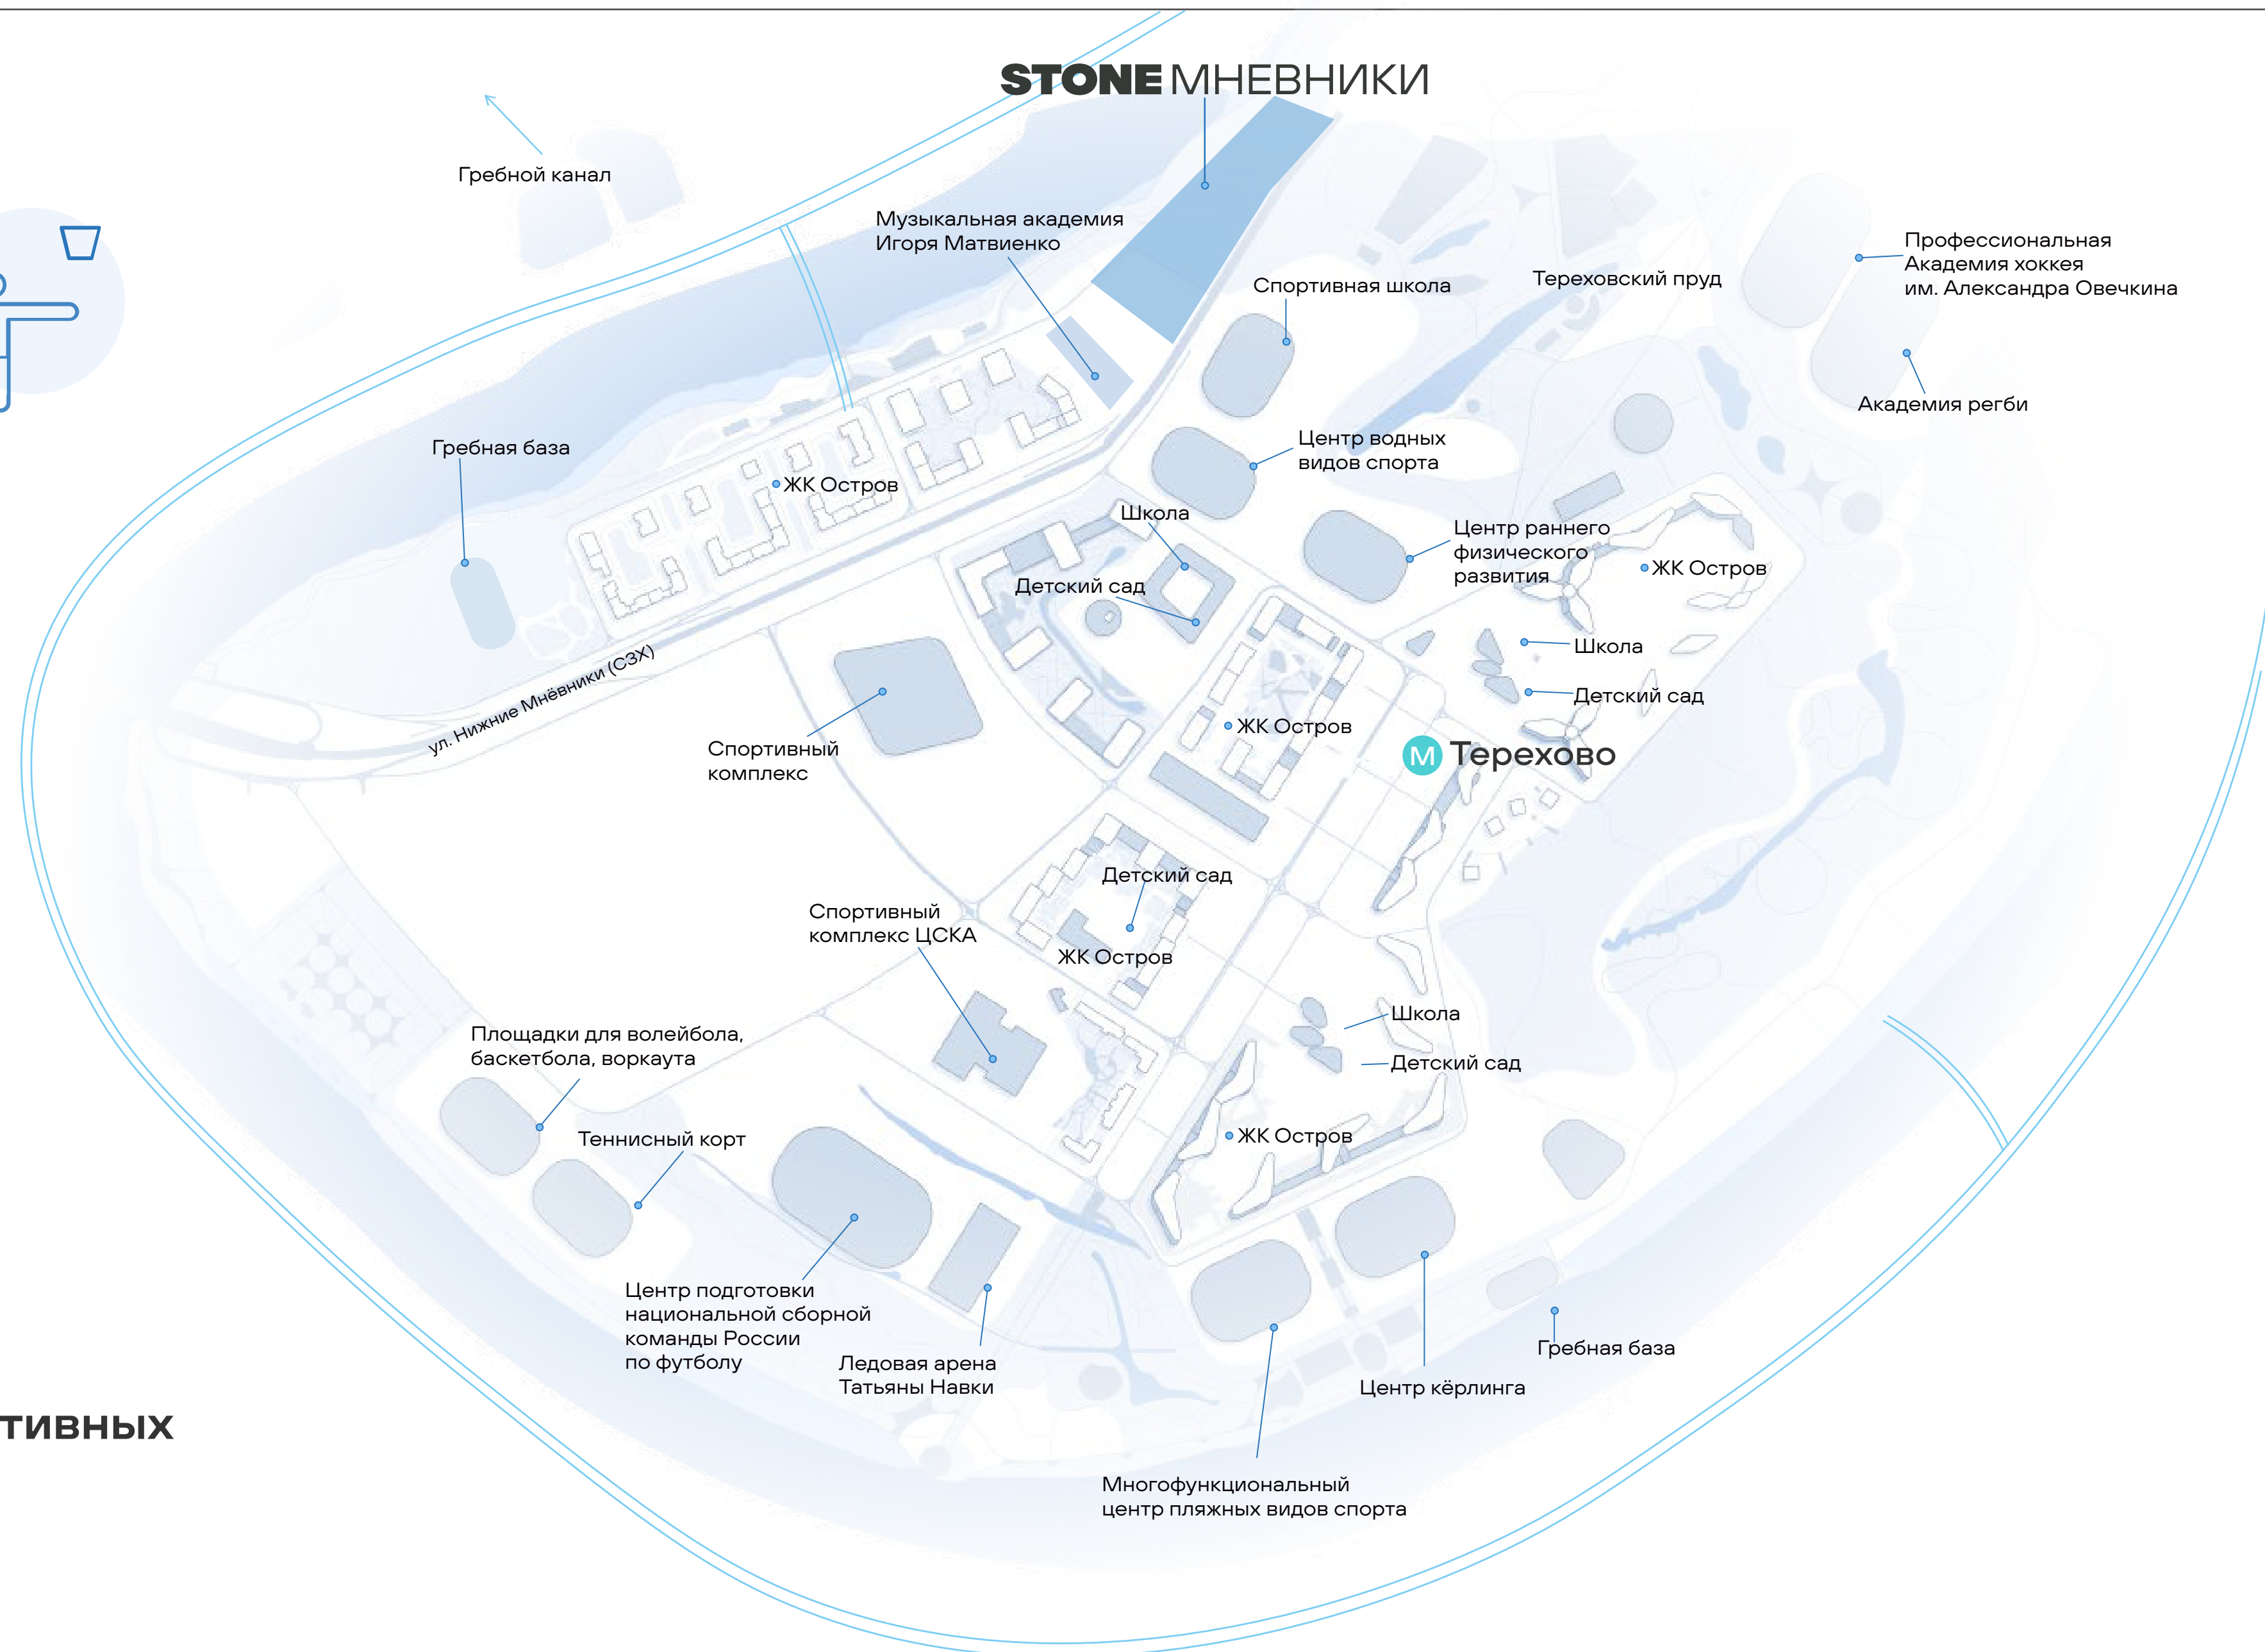 STONE МНЕВНИКИ
Гребной канал
Музыкальная академия
Игоря Матвиенко
Профессиональная
Академия хоккея
им. Александра Овечкина
Спортивная школа
Тереховский пруд
Академия регби
Гребная база
Центр водных
видов спорта
ЖК Остров
Школа
Центр раннего
физического
развития
ЖК Остров
Детский сад
Школа
ул. Нижние Мнёвники (СЗХ)
Детский сад
ЖК Остров
Спортивный
комплекс
М Терехово
Детский сад
Спортивный
комплекс ЦСКА
ЖК Остров
Школа
Площадки для волейбола,
баскетбола, воркаута
Детский сад
Теннисный корт
ЖК Остров
Центр подготовки
национальной сборной
команды России
по футболу
Ледовая арена
Татьяны Навки
Гребная база
Центр кёрлинга
тивных
Многофункциональный
центр пляжных видов спорта